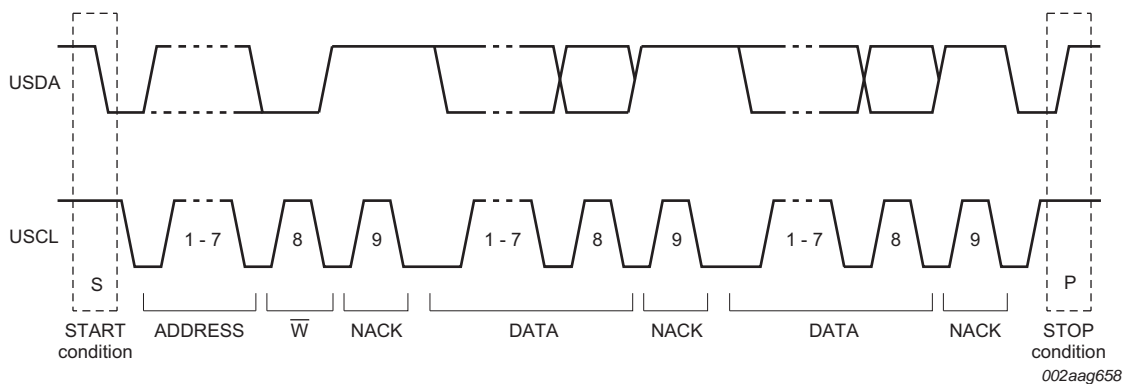 USDA
USCL
1 - 7
8
9
1 - 7
8
9
1 - 7
8
9
S
P
START
condition
ADDRESS
W̅
NACK
DATA
NACK
DATA
NACK
STOP
condition
002aag658